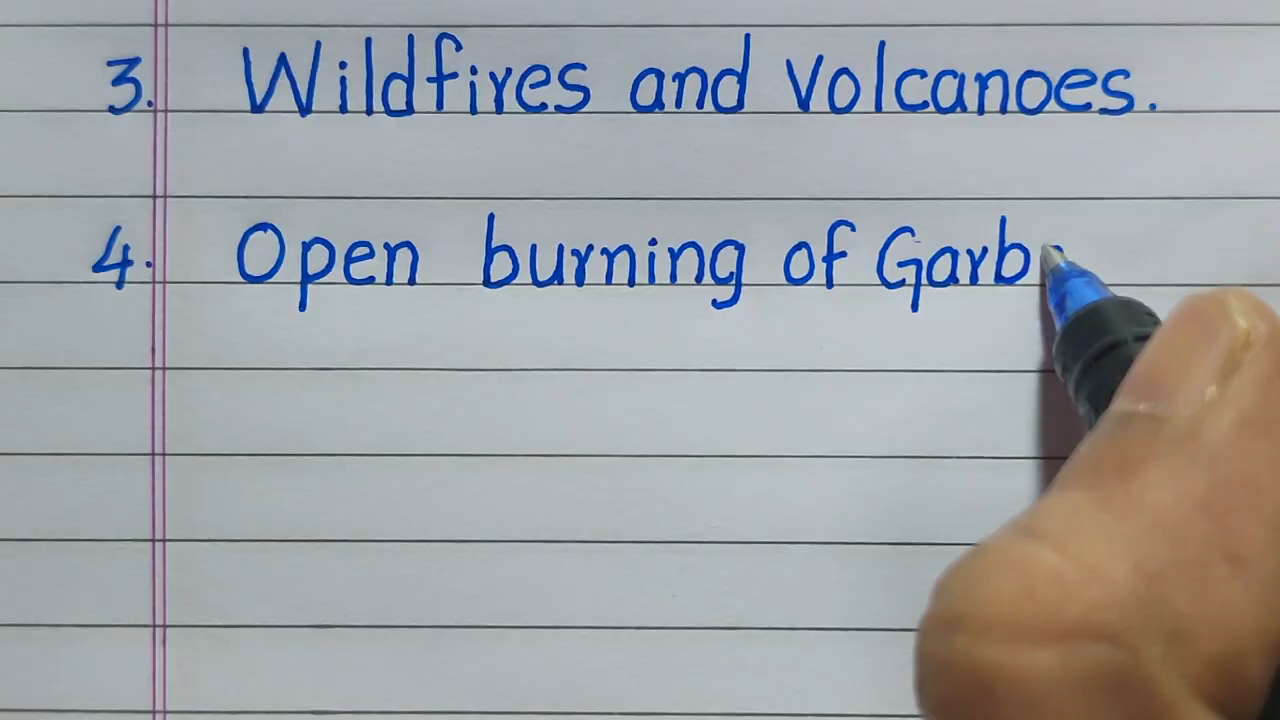 3. Wildfires and Volcanoes.
4. Open burning of Garb